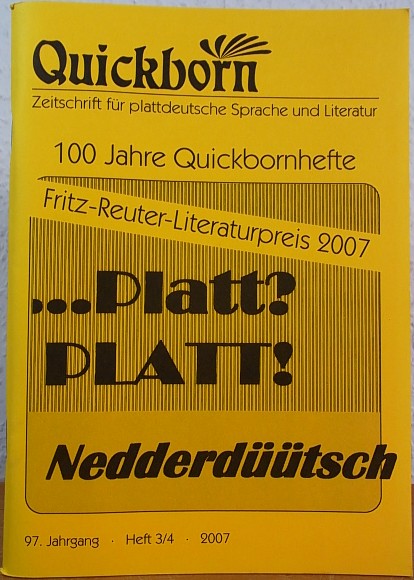 Quickborn
Zeitschrift für plattdeutsche Sprache und Literatur
100 Jahre Quickbornhefte
Fritz-Reuter-Literaturpreis 2007
...Platt?
PLATT!
Nedderdüütsch
97. Jahrgang · Heft 3/4 · 2007